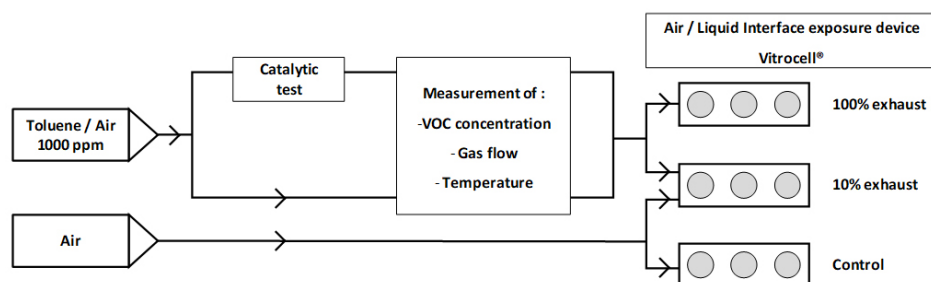 Air / Liquid Interface exposure device
Vitrocell®
Catalytic
test
Measurement of :
-VOC concentration
- Gas flow
- Temperature
Toluene / Air
1000 ppm
100% exhaust
10% exhaust
Air
Control